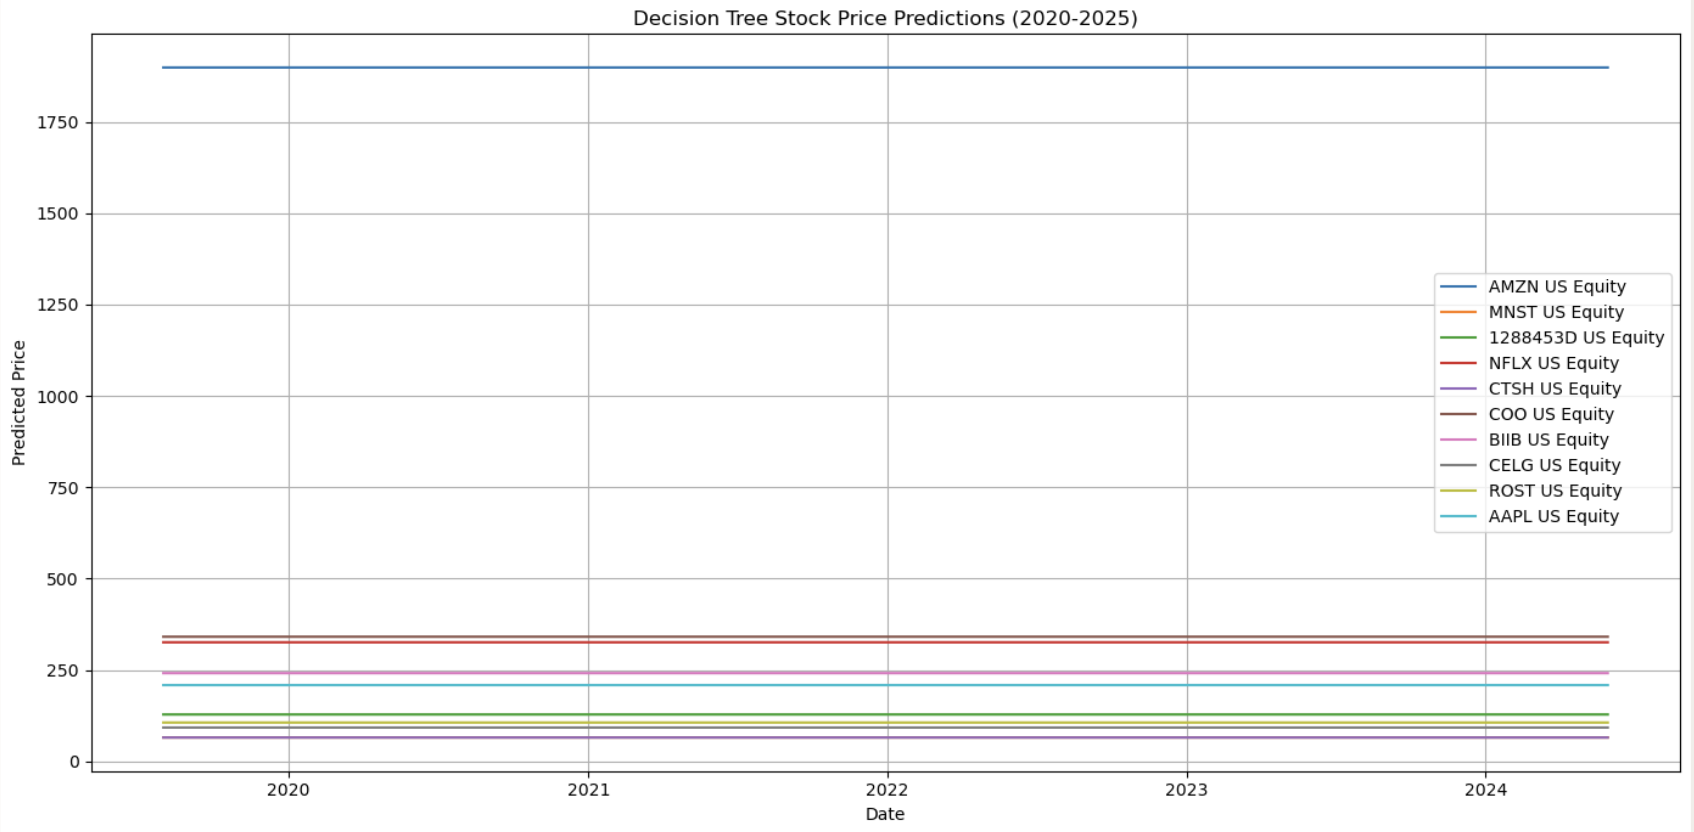 Decision Tree Stock Price Predictions (2020-2025)
1750
1500
1250
1000
750
500
250
0
Predicted Price
AMZN US Equity
MNST US Equity
1288453D US Equity
NFLX US Equity
CTSH US Equity
COO US Equity
BIIB US Equity
CELG US Equity
ROST US Equity
AAPL US Equity
2020 2021 2022 2023 2024
Date